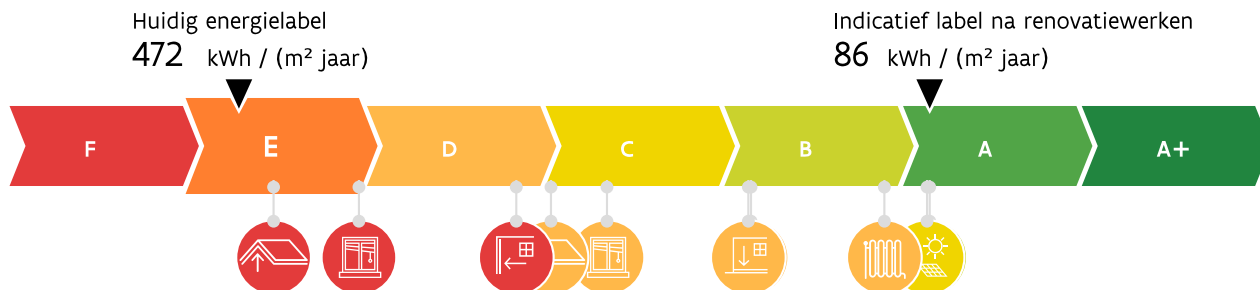 Huidig energielabel
472 kWh / (m² jaar)
Indicatief label na renovatiewerken
86 kWh / (m² jaar)
F E D C B A A+